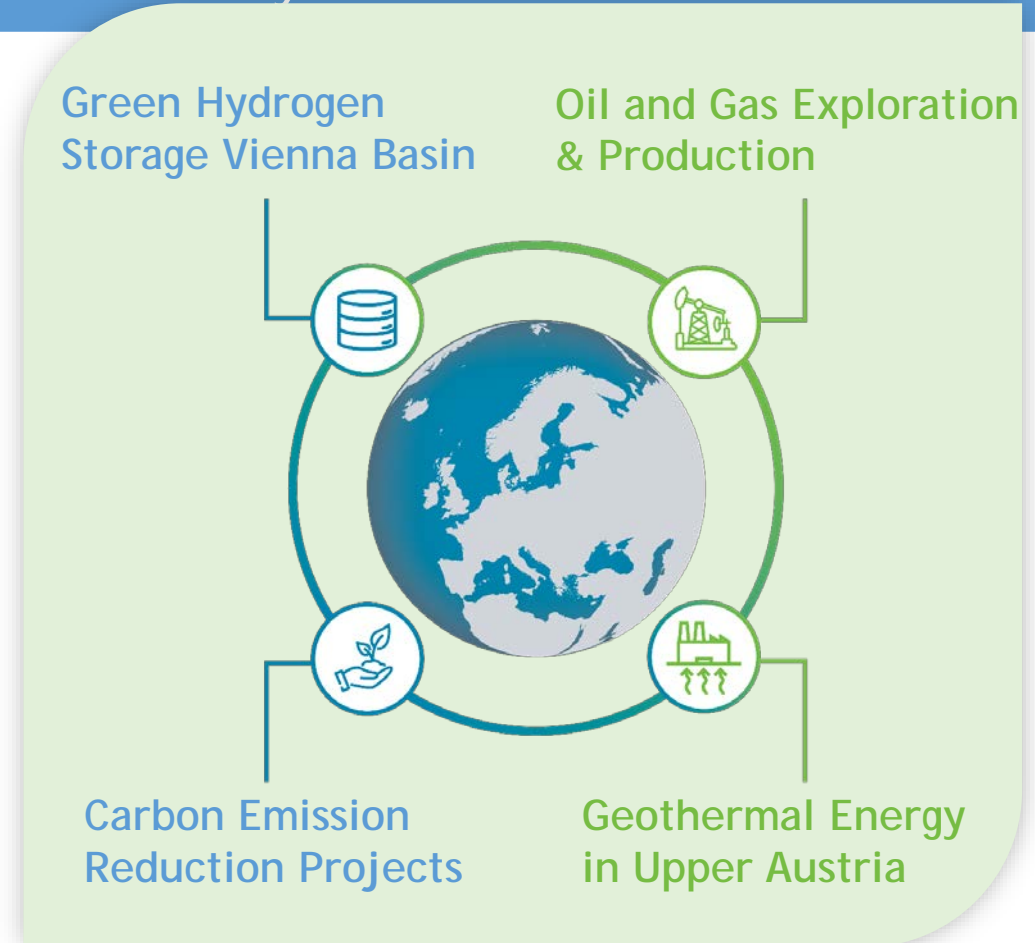 Green Hydrogen
Storage Vienna Basin
Oil and Gas Exploration
& Production
Carbon Emission
Reduction Projects
Geothermal Energy
in Upper Austria